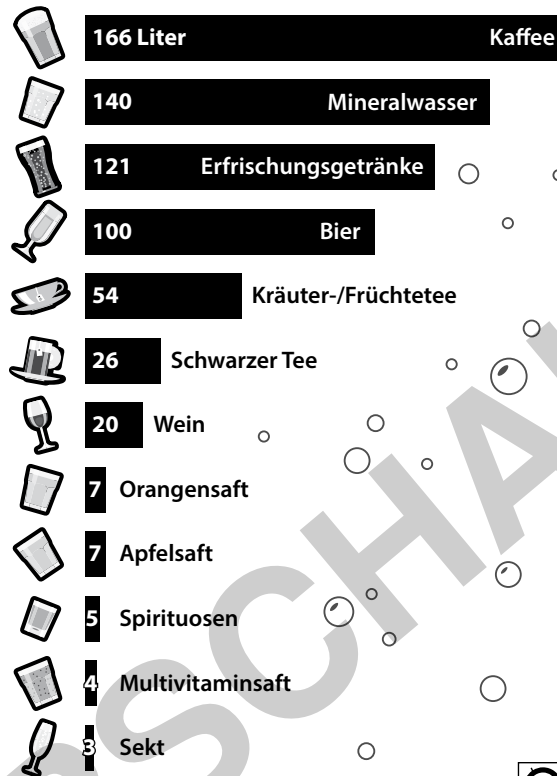 166 Liter Kaffee
140 Mineralwasser
121 Erfrischungsgetränke
100 Bier
54 Kräuter-/Früchtetee
26 Schwarzer Tee
20 Wein
7 Orangensaft
7 Apfelsaft
5 Spirituosen
4 Multivitaminsaft
3 Sekt